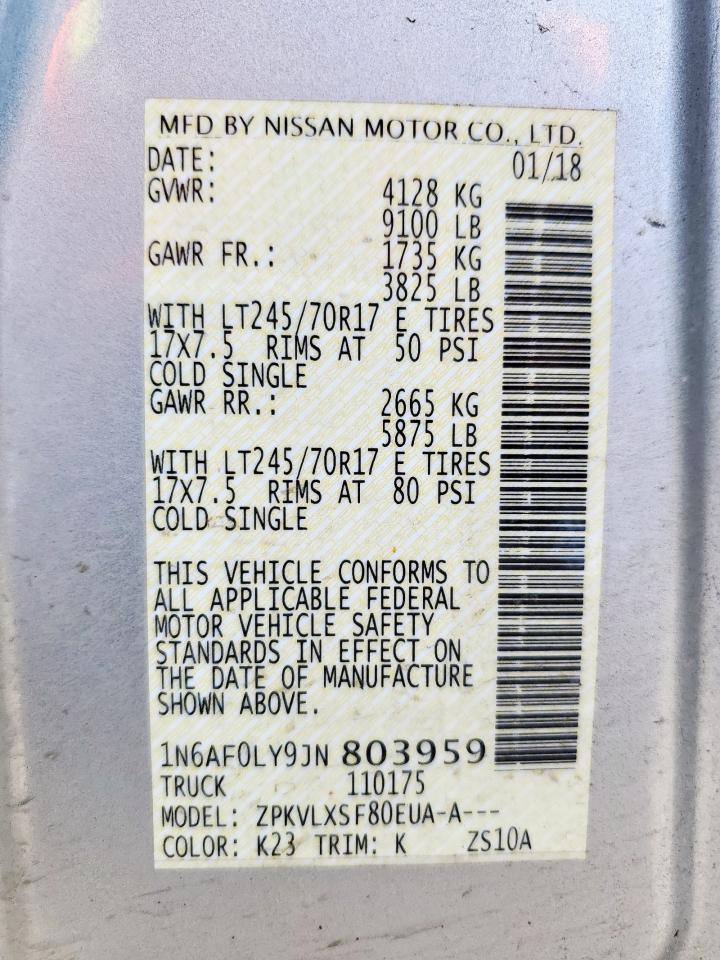 MFD BY NISSAN MOTOR CO., LTD.
DATE: 01/18
GVWR: 4128 KG
9100 LB
GAWR FR.: 1735 KG
3825 LB
WITH LT245/70R17 E TIRES
17X7.5 RIMS AT 50 PSI
COLD SINGLE
GAWR RR.: 2665 KG
5875 LB
WITH LT245/70R17 E TIRES
17X7.5 RIMS AT 80 PSI
COLD SINGLE
THIS VEHICLE CONFORMS TO
ALL APPLICABLE FEDERAL
MOTOR VEHICLE SAFETY
STANDARDS IN EFFECT ON
THE DATE OF MANUFACTURE
SHOWN ABOVE.
1N6AF0LY9JN 803959
TRUCK 110175
MODEL: ZPKVLXSF80EUA-A---
COLOR: K23 TRIM: K ZS10A